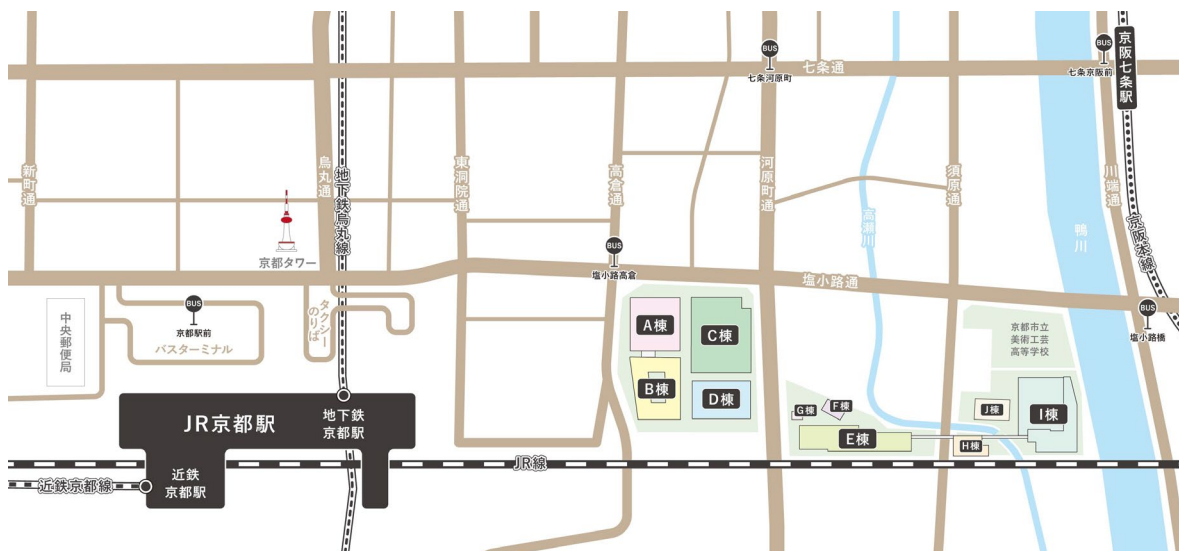 BUS
七条河原町
七条通
BUS
七条京阪前
京阪七条駅
新町通
烏丸通
地下鉄烏丸線
東洞院通
高倉通
河原町通
高瀬川
須原通
鴨川
川端通
京阪本線
京都タワー
BUS
塩小路高倉
塩小路通
中央郵便局
BUS
京都駅前
バスターミナル
タクシー
のりば
A棟
B棟
C棟
D棟
京都市立
美術工芸
高等学校
BUS
塩小路橋
JR京都駅
地下鉄
京都駅
G棟
F棟
E棟
J棟
I棟
H棟
JR線
近鉄京都線
近鉄
京都駅